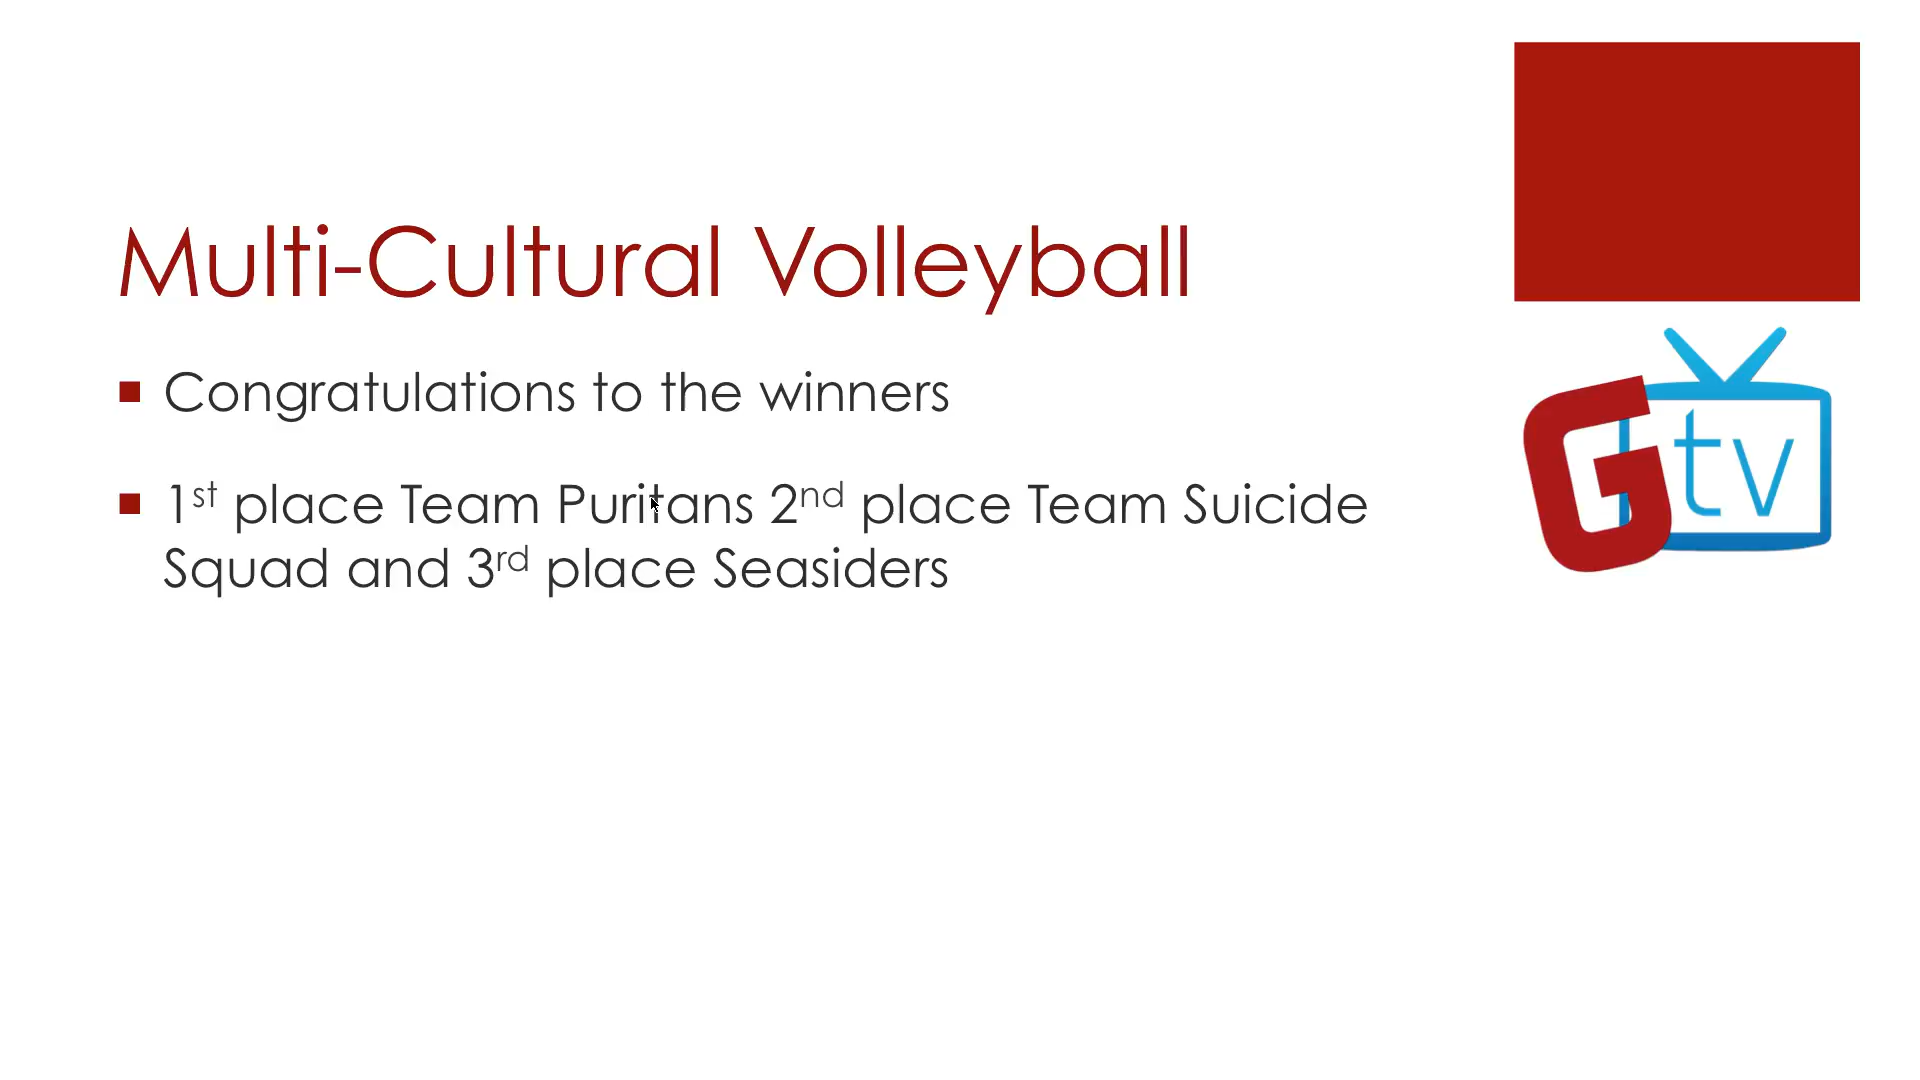 Multi-Cultural Volleyball
Congratulations to the winners
1st place Team Puritans 2nd place Team Suicide
Squad and 3rd place Seasiders
G tv